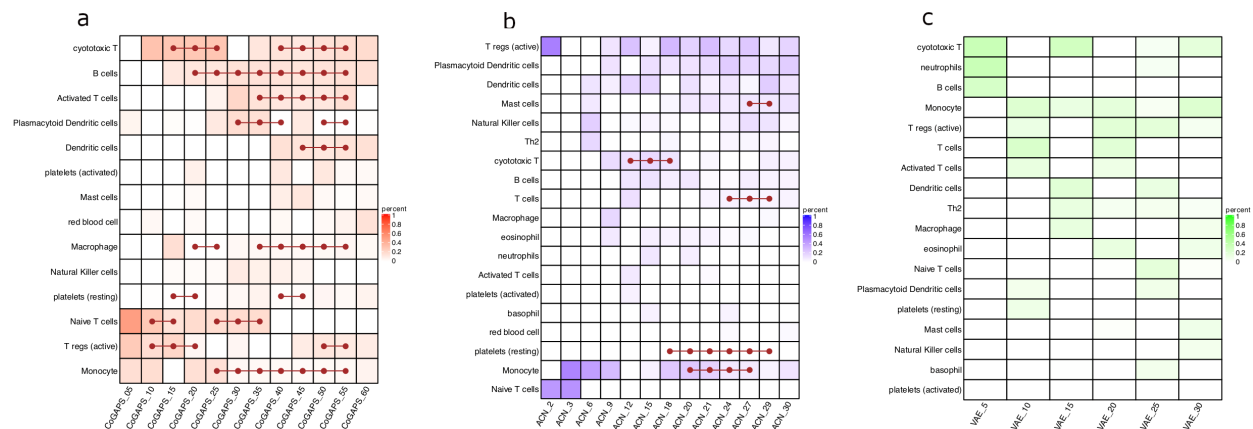 a
cyototoxic T
B cells
Activated T cells
Plasmacytoid Dendritic cells
Dendritic cells
platelets (activated)
Mast cells
red blood cell
Macrophage
Natural Killer cells
platelets (resting)
Naive T cells
T regs (active)
Monocyte
CoGAPS_05
CoGAPS_10
CoGAPS_15
CoGAPS_20
CoGAPS_25
CoGAPS_30
CoGAPS_35
CoGAPS_40
CoGAPS_45
CoGAPS_50
CoGAPS_55
CoGAPS_60
percent
1
0.8
0.6
0.4
0.2
0
b
T regs (active)
Plasmacytoid Dendritic cells
Dendritic cells
Mast cells
Natural Killer cells
Th2
cyototoxic T
B cells
T cells
Macrophage
eosinophil
neutrophils
Activated T cells
platelets (activated)
basophil
red blood cell
platelets (resting)
Monocyte
Naive T cells
ACN_2
ACN_3
ACN_6
ACN_9
ACN_12
ACN_15
ACN_18
ACN_20
ACN_21
ACN_24
ACN_27
ACN_29
ACN_30
percent
1
0.8
0.6
0.4
0.2
0
c
cyototoxic T
neutrophils
B cells
Monocyte
T regs (active)
T cells
Activated T cells
Dendritic cells
Th2
Macrophage
eosinophil
Naive T cells
Plasmacytoid Dendritic cells
platelets (resting)
Mast cells
Natural Killer cells
basophil
platelets (activated)
VAE_5
VAE_10
VAE_15
VAE_20
VAE_25
VAE_30
percent
1
0.8
0.6
0.4
0.2
0